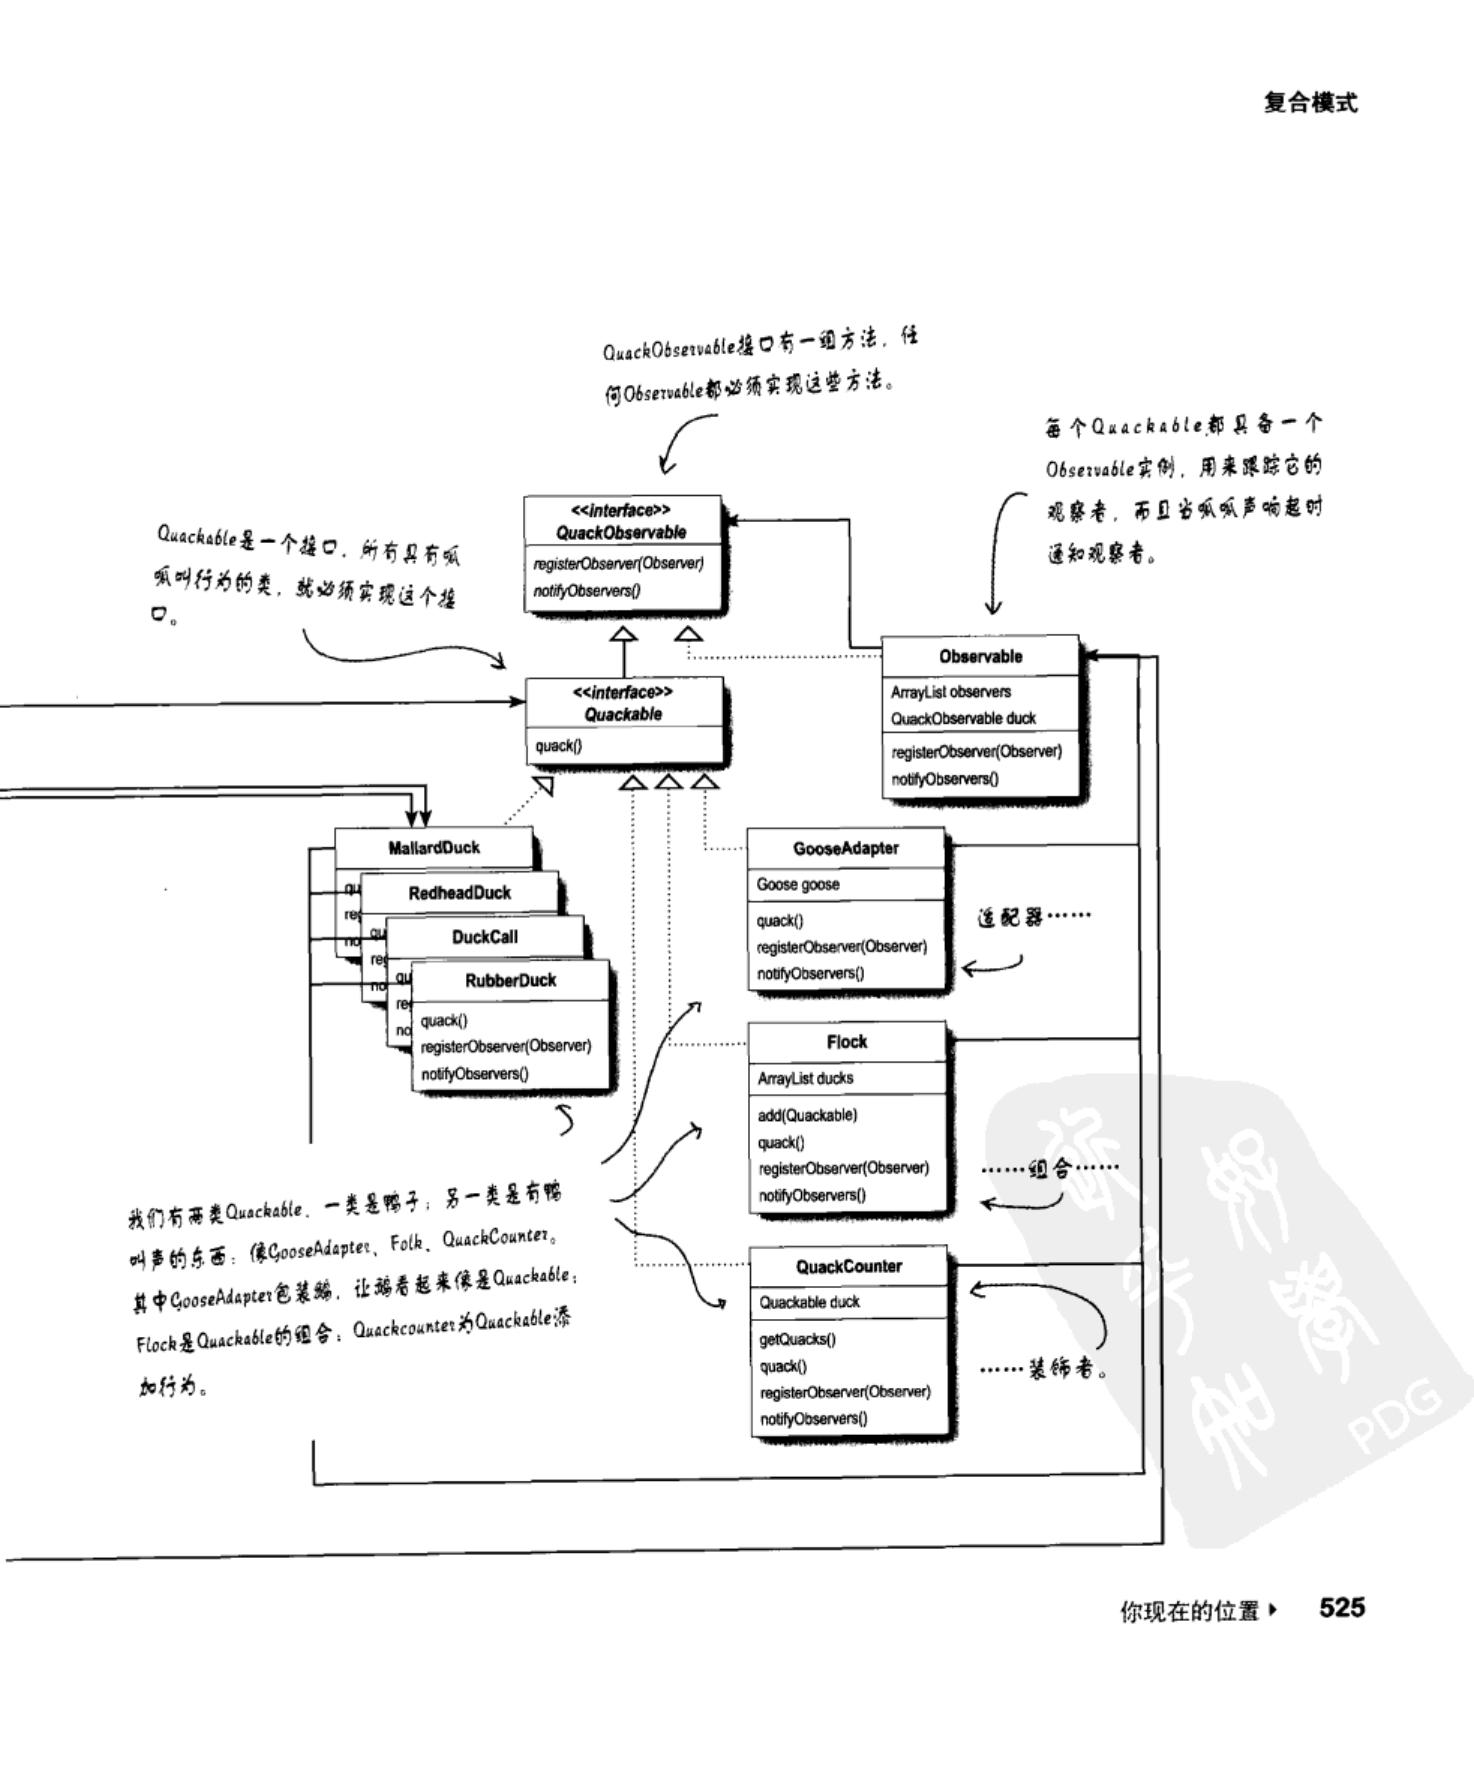 复合模式
QuackObservable接口有一组方法，任
何Observable都必须实现这些方法。
每个Quackable都具备一个
Observable实例，用来跟踪它的
观察者，而且当呱呱声响起时
通知观察者。
Quackable是一个接口，所有具有呱
呱叫行为的类，就必须实现这个接
口。
<<interface>>
QuackObservable
registerObserver(Observer)
notifyObservers()
<<interface>>
Quackable
quack()
Observable
ArrayList observers
QuackObservable duck
registerObserver(Observer)
notifyObservers()
MallardDuck
qu
reg
no
RedheadDuck
qu
reg
no
DuckCall
qu
reg
no
RubberDuck
quack()
registerObserver(Observer)
notifyObservers()
GooseAdapter
Goose goose
quack()
registerObserver(Observer)
notifyObservers()
适配器……
Flock
ArrayList ducks
add(Quackable)
quack()
registerObserver(Observer)
notifyObservers()
……组合……
QuackCounter
Quackable duck
getQuacks()
quack()
registerObserver(Observer)
notifyObservers()
……装饰者。
我们有两类Quackable，一类是鸭子；另一类是有鸭
叫声的东西：像GooseAdapter、Folk、QuackCounter。
其中GooseAdapter包装鹅，让鹅看起来像是Quackable；
Flock是Quackable的组合；Quackcounter为Quackable添
加行为。
PDG
你现在的位置 525